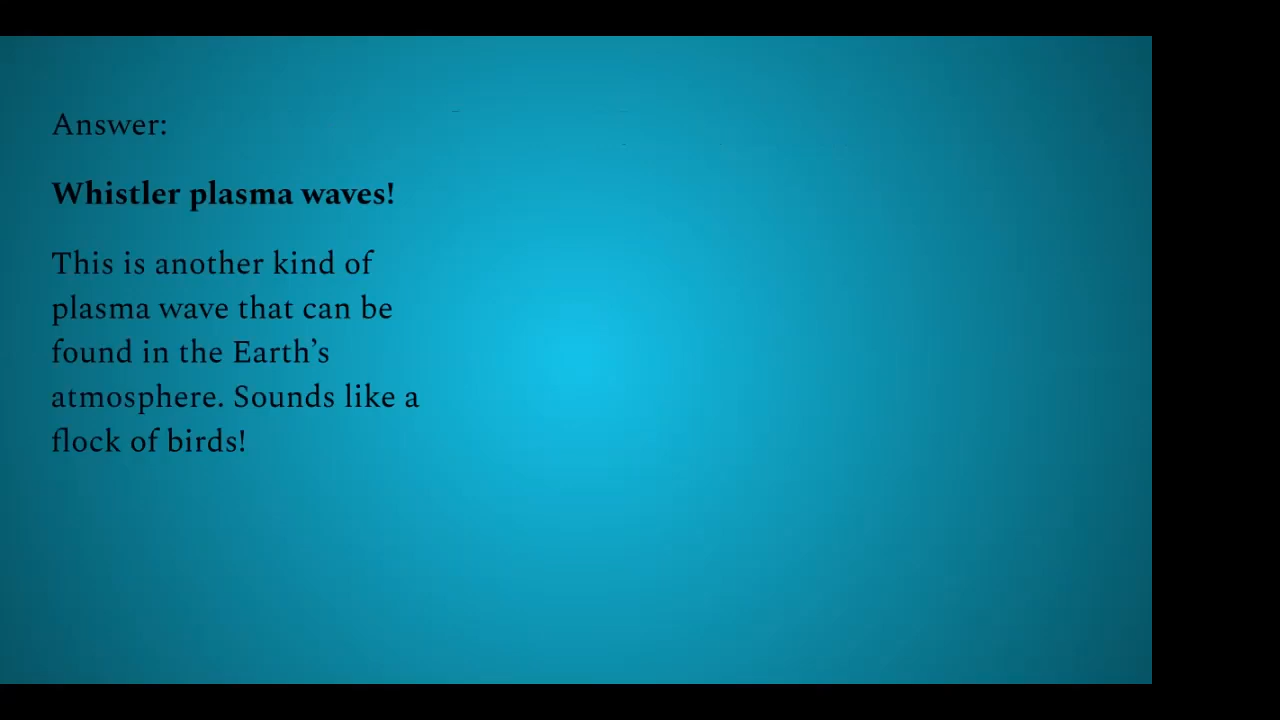 Answer:
Whistler plasma waves!
This is another kind of
plasma wave that can be
found in the Earth’s
atmosphere. Sounds like a
flock of birds!